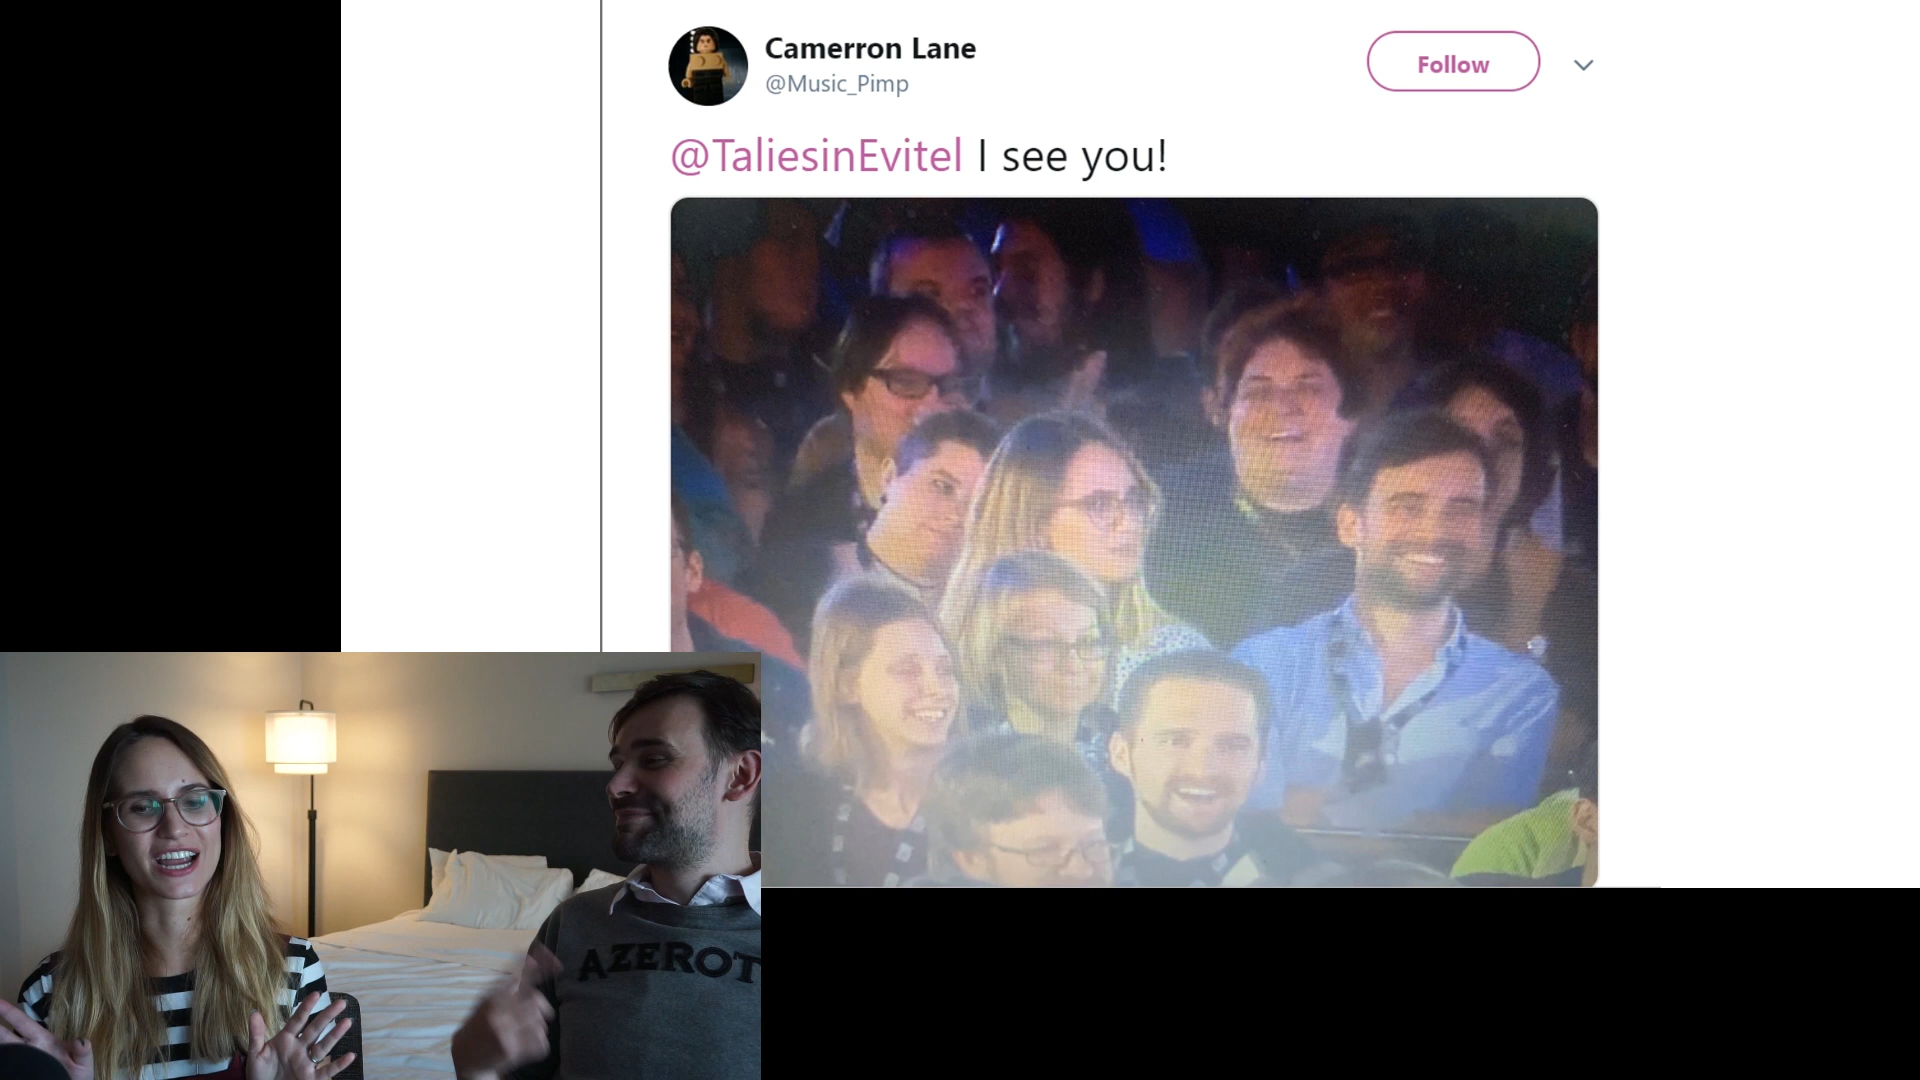 Camerron Lane
@Music_Pimp
Follow
@TaliesinEvitel I see you!
AZEROT